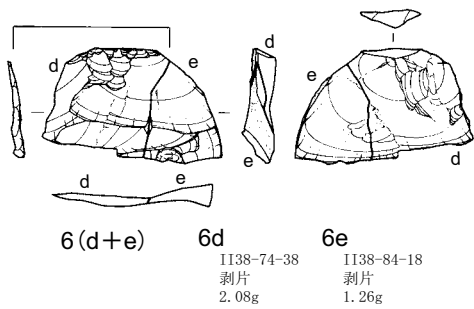 d
e
d
e
e
d
d
e
6(d+e)
6d
6e
II38-74-38
剥片
2.08g
II38-84-18
剥片
1.26g